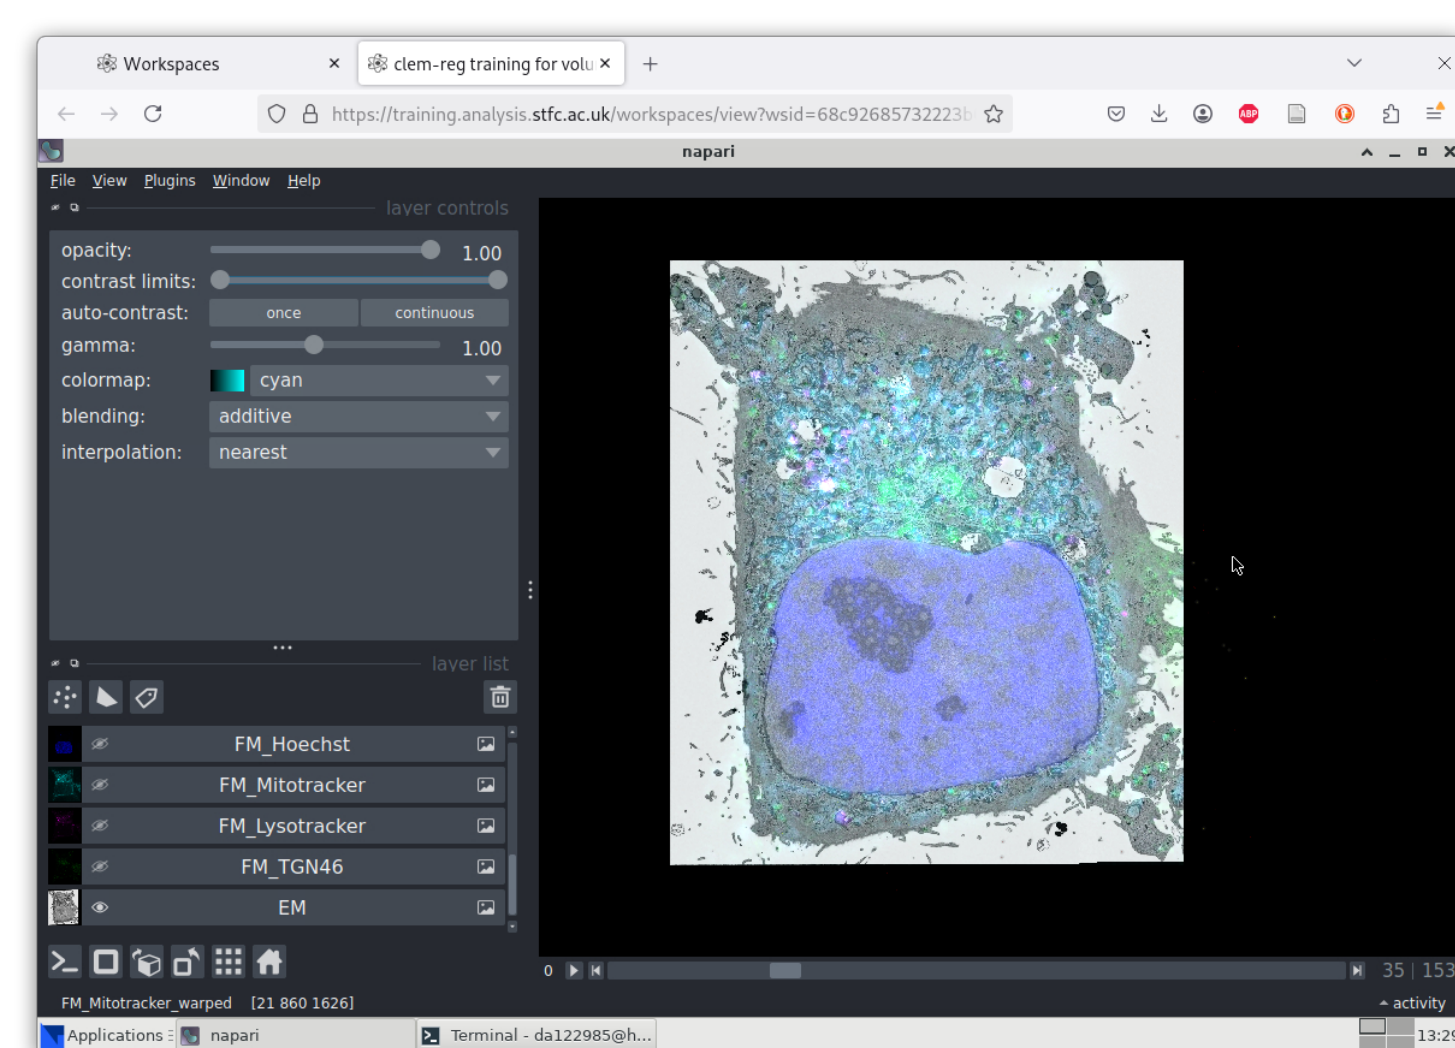 Workspaces
clem-reg training for volu
https://training.analysis.stfc.ac.uk/workspaces/view?wsid=68c92685732223b
ABP
napari
File View Plugins Window Help
layer controls
opacity: 1.00
contrast limits:
auto-contrast: once continuous
gamma: 1.00
colormap: cyan
blending: additive
interpolation: nearest
layer list
FM_Hoechst
FM_Mitotracker
FM_Lysotracker
FM_TGN46
EM
0 35 | 153
FM_Mitotracker_warped [21 860 1626] activity
Applications napari Terminal - da122985@h... 13:29